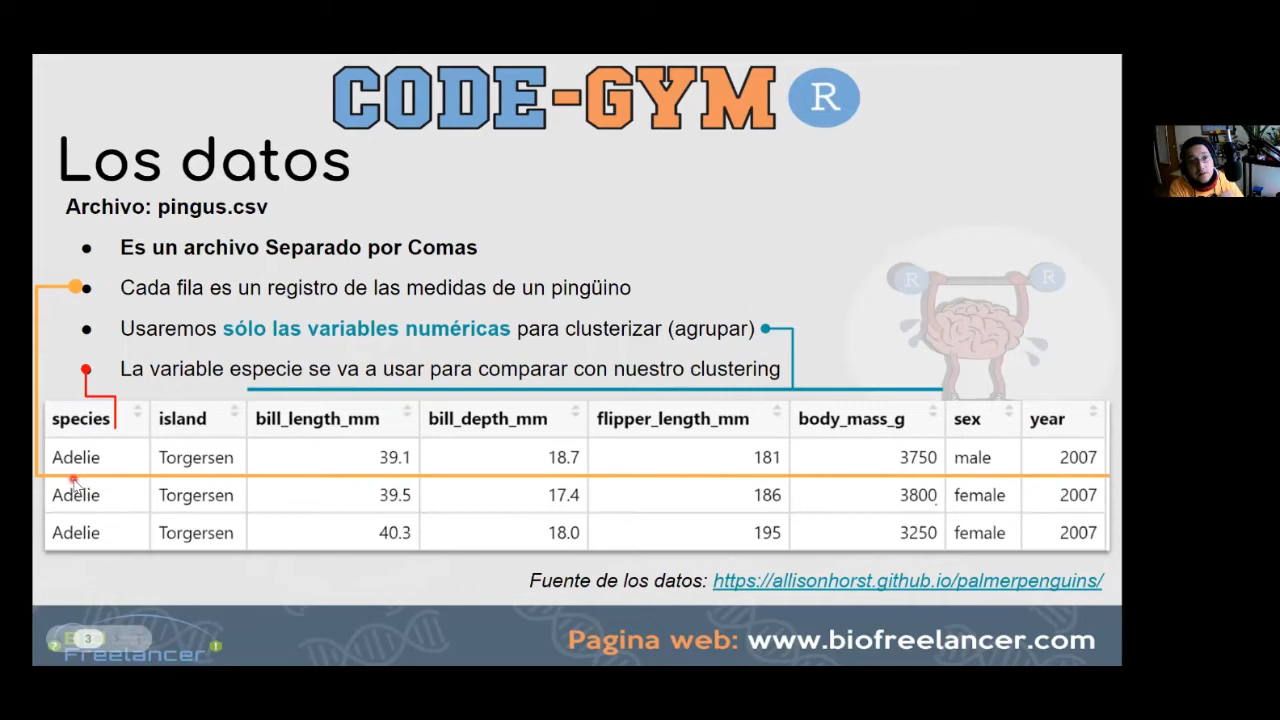 CODE-GYM R
Los datos
Archivo: pingus.csv
● Es un archivo Separado por Comas
● Cada fila es un registro de las medidas de un pingüino
R R
● Usaremos sólo las variables numéricas para clusterizar (agrupar)
● La variable especie se va a usar para comparar con nuestro clustering
species island bill_length_mm bill_depth_mm flipper_length_mm body_mass_g sex year
Adelie Torgersen 39.1 18.7 181 3750 male 2007
Adelie Torgersen 39.5 17.4 186 3800 female 2007
Adelie Torgersen 40.3 18.0 195 3250 female 2007
Fuente de los datos: https://allisonhorst.github.io/palmerpenguins/
3
Freelancer
Pagina web: www.biofreelancer.com